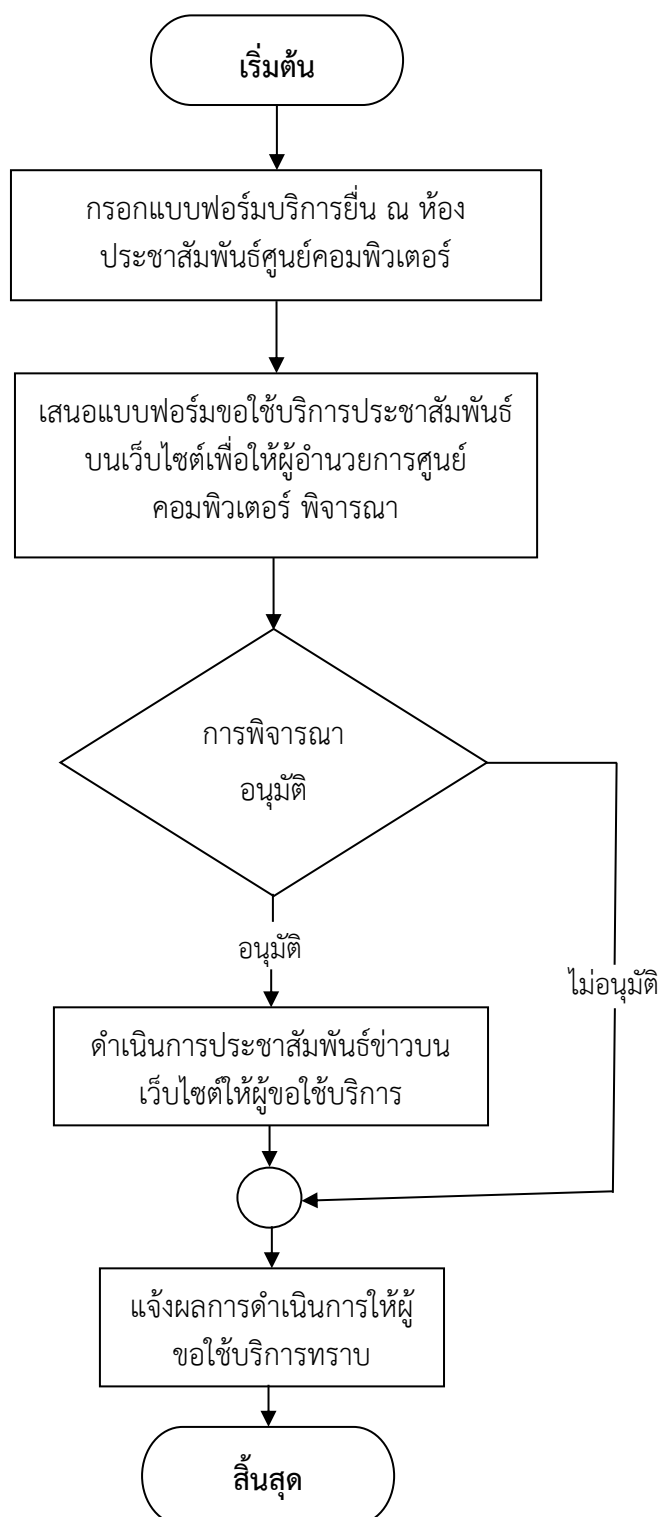 เริ่มต้น
กรอกแบบฟอร์มบริการยื่น ณ ห้อง
ประชาสัมพันธ์ศูนย์คอมพิวเตอร์
เสนอแบบฟอร์มขอใช้บริการประชาสัมพันธ์
บนเว็บไซต์เพื่อให้ผู้อำนวยการศูนย์
คอมพิวเตอร์ พิจารณา
การพิจารณา
อนุมัติ
อนุมัติ
ไม่อนุมัติ
ดำเนินการประชาสัมพันธ์ข่าวบน
เว็บไซต์ให้ผู้ขอใช้บริการ
แจ้งผลการดำเนินการให้ผู้
ขอใช้บริการทราบ
สิ้นสุด